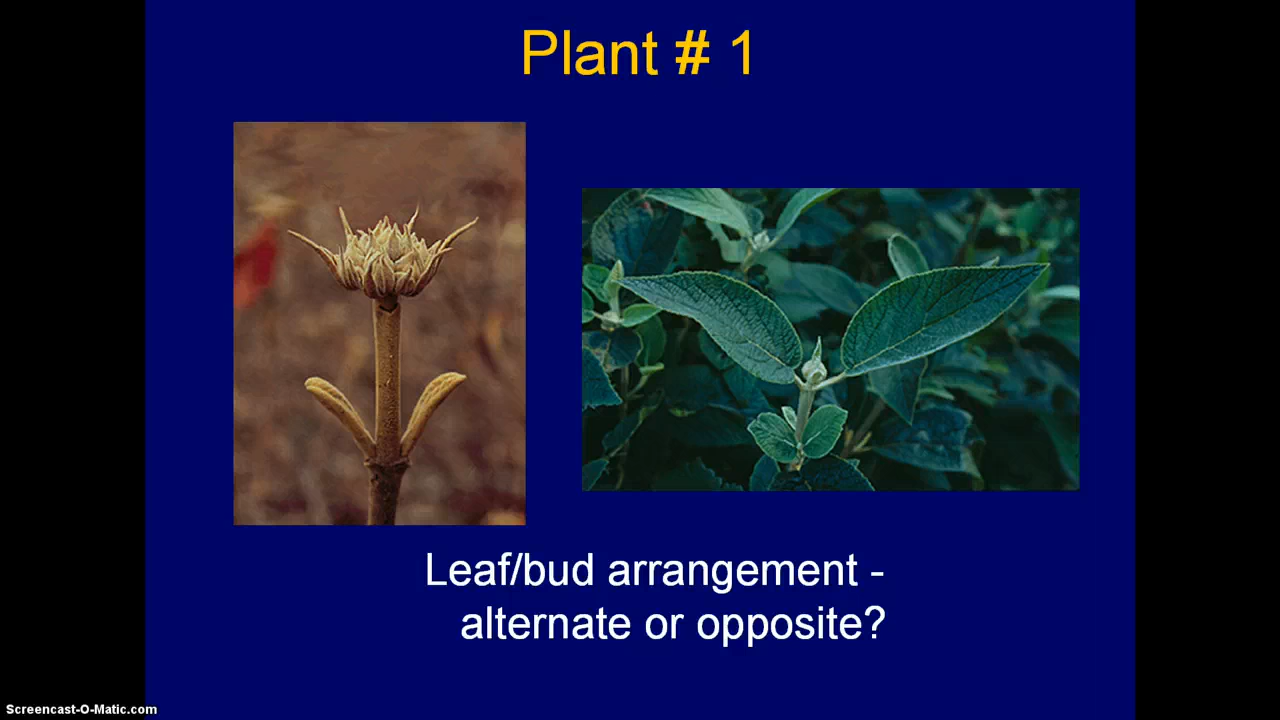 Plant # 1
Leaf/bud arrangement -
alternate or opposite?
Screencast-O-Matic.com